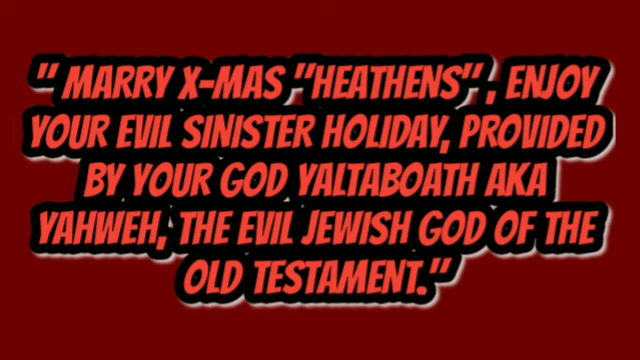 " MARRY X-MAS "HEATHENS" , ENJOY
YOUR EVIL SINISTER HOLIDAY, PROVIDED
BY YOUR GOD YALTABOATH AKA
YAHWEH, THE EVIL JEWISH GOD OF THE
OLD TESTAMENT."